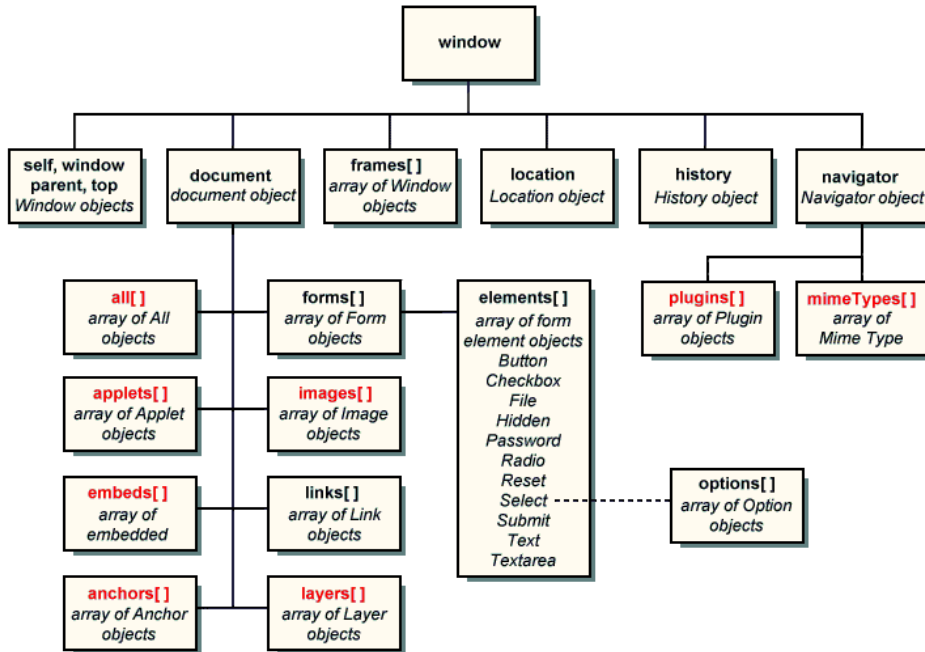 window
self, window
parent, top
Window objects
document
document object
frames[ ]
array of Window
objects
location
Location object
history
History object
navigator
Navigator object
all[ ]
array of All
objects
forms[ ]
array of Form
objects
elements[ ]
array of form
element objects
Button
Checkbox
File
Hidden
Password
Radio
Reset
Select
Submit
Text
Textarea
plugins[ ]
array of Plugin
objects
mimeTypes[ ]
array of
Mime Type
applets[ ]
array of Applet
objects
images[ ]
array of Image
objects
embeds[ ]
array of
embedded
links[ ]
array of Link
objects
options[ ]
array of Option
objects
anchors[ ]
array of Anchor
objects
layers[ ]
array of Layer
objects